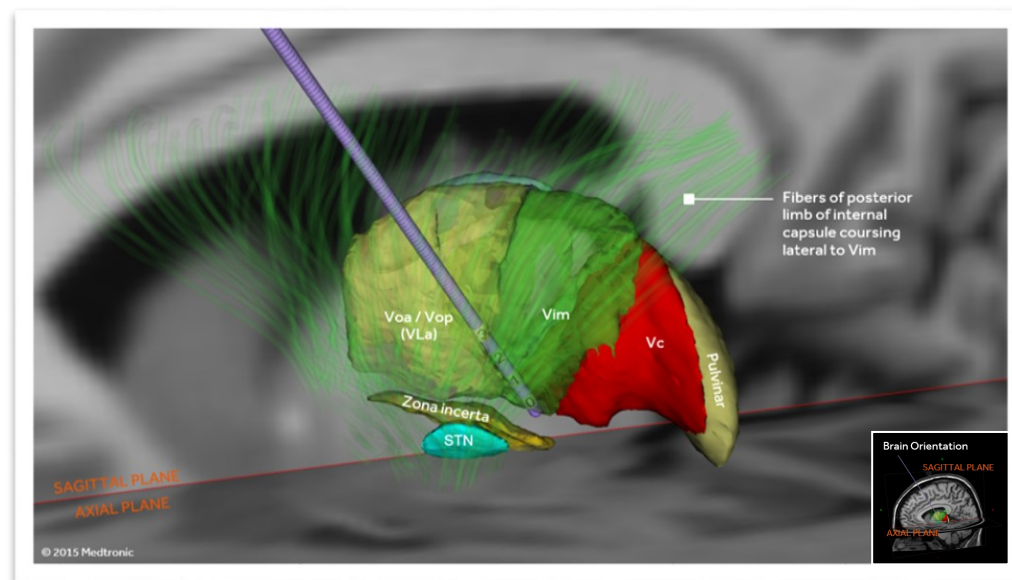 Fibers of posterior
limb of internal
capsule coursing
lateral to Vim
Voa / Vop
(VLa)
Vim
Vc
Pulvinar
Zona incerta
STN
SAGITTAL PLANE
AXIAL PLANE
© 2015 Medtronic
Brain Orientation
SAGITTAL PLANE
AXIAL PLANE